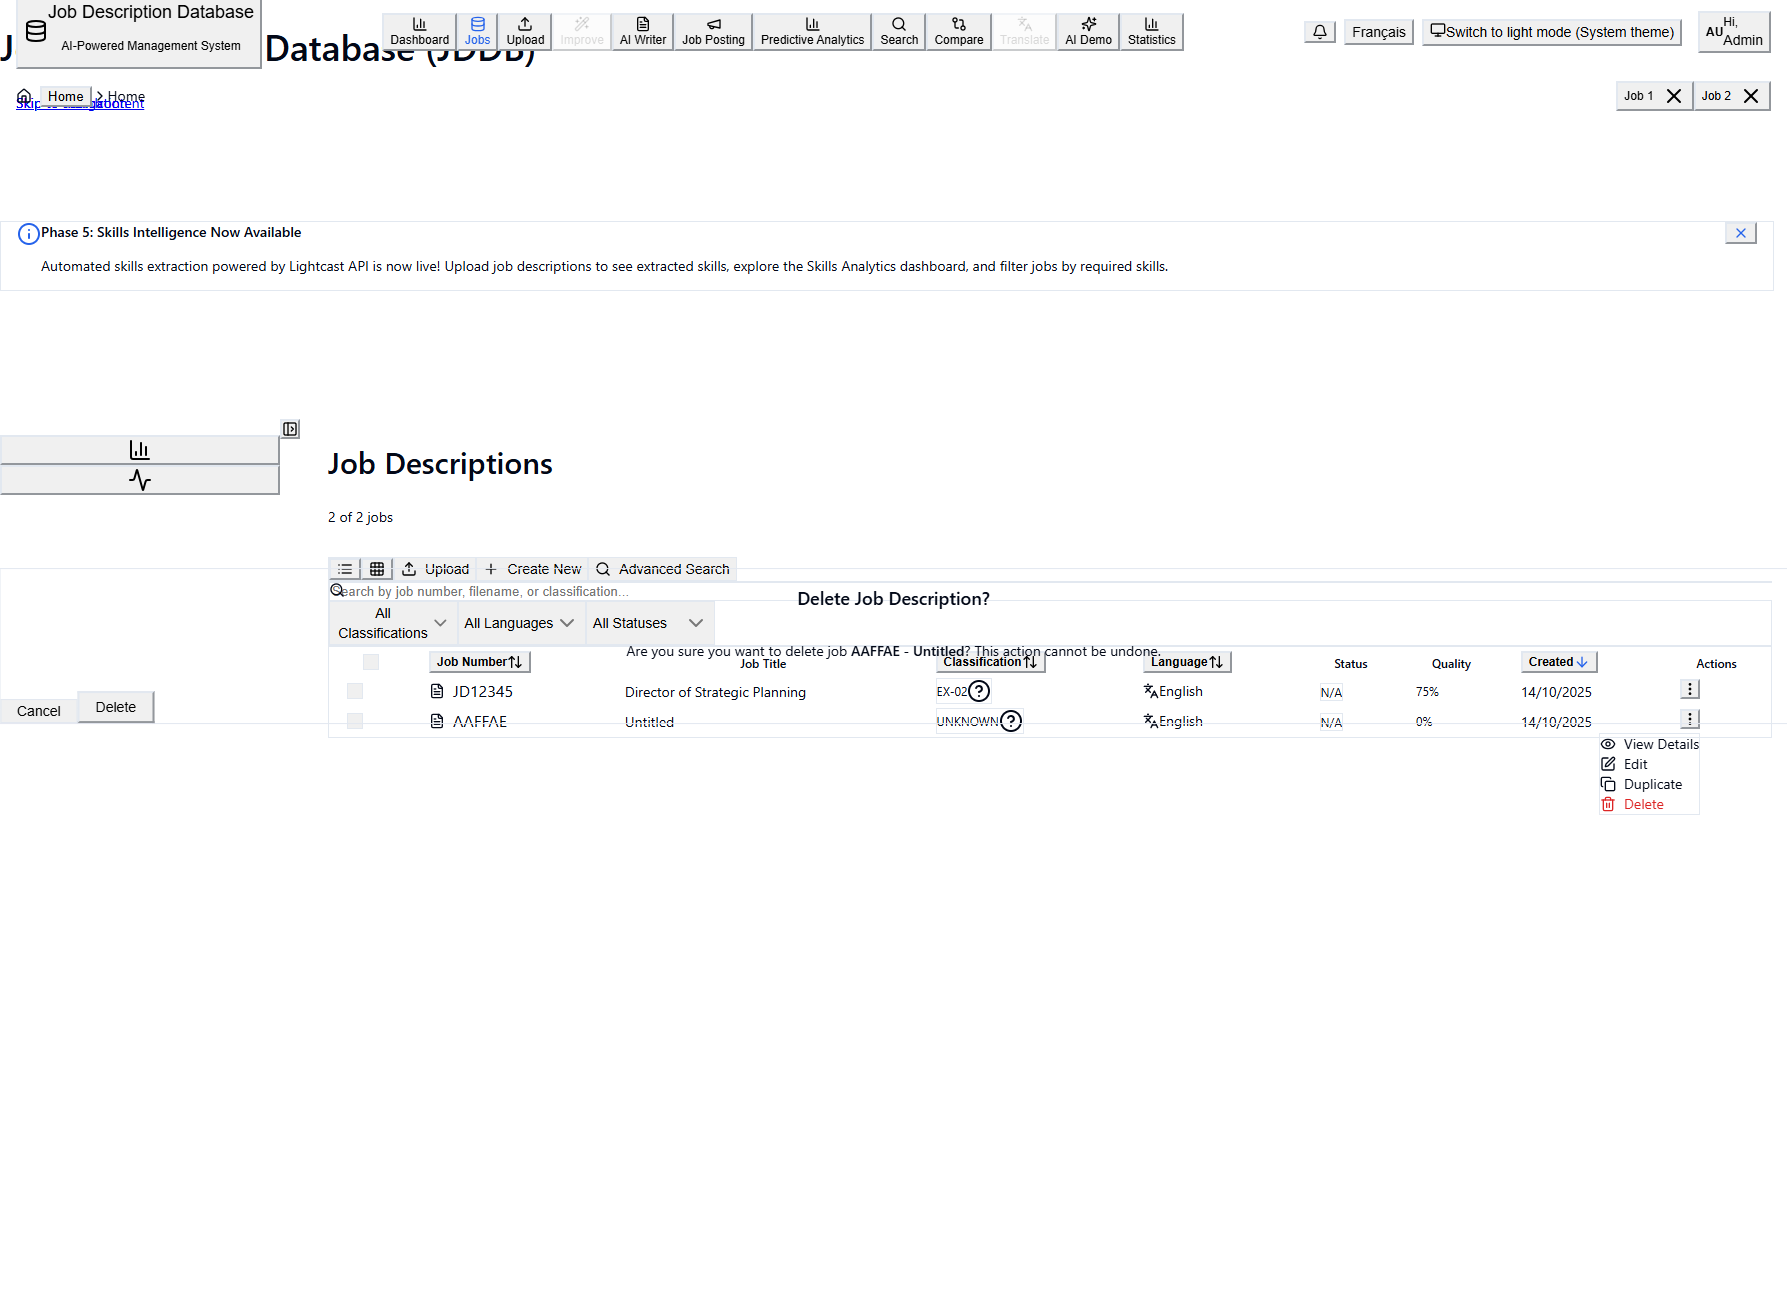 Job Description Database
AI-Powered Management System
Database (JDDB)
Dashboard
Jobs
Upload
Improve
AI Writer
Job Posting
Predictive Analytics
Search
Compare
Translate
AI Demo
Statistics
Français
Switch to light mode (System theme)
AU
Hi,
Admin
Home
Home
Job 1
Job 2
Phase 5: Skills Intelligence Now Available
Automated skills extraction powered by Lightcast API is now live! Upload job descriptions to see extracted skills, explore the Skills Analytics dashboard, and filter jobs by required skills.
Job Descriptions
2 of 2 jobs
Upload
Create New
Advanced Search
Search by job number, filename, or classification...
Delete Job Description?
All
Classifications
All Languages
All Statuses
Are you sure you want to delete job AAFFAE - Untitled? This action cannot be undone.
Job Number
Job Title
Classification
Language
Status
Quality
Created
Actions
JD12345
Director of Strategic Planning
EX-02
English
N/A
75%
14/10/2025
Cancel
Delete
AAFFAE
Untitled
UNKNOWN
English
N/A
0%
14/10/2025
View Details
Edit
Duplicate
Delete